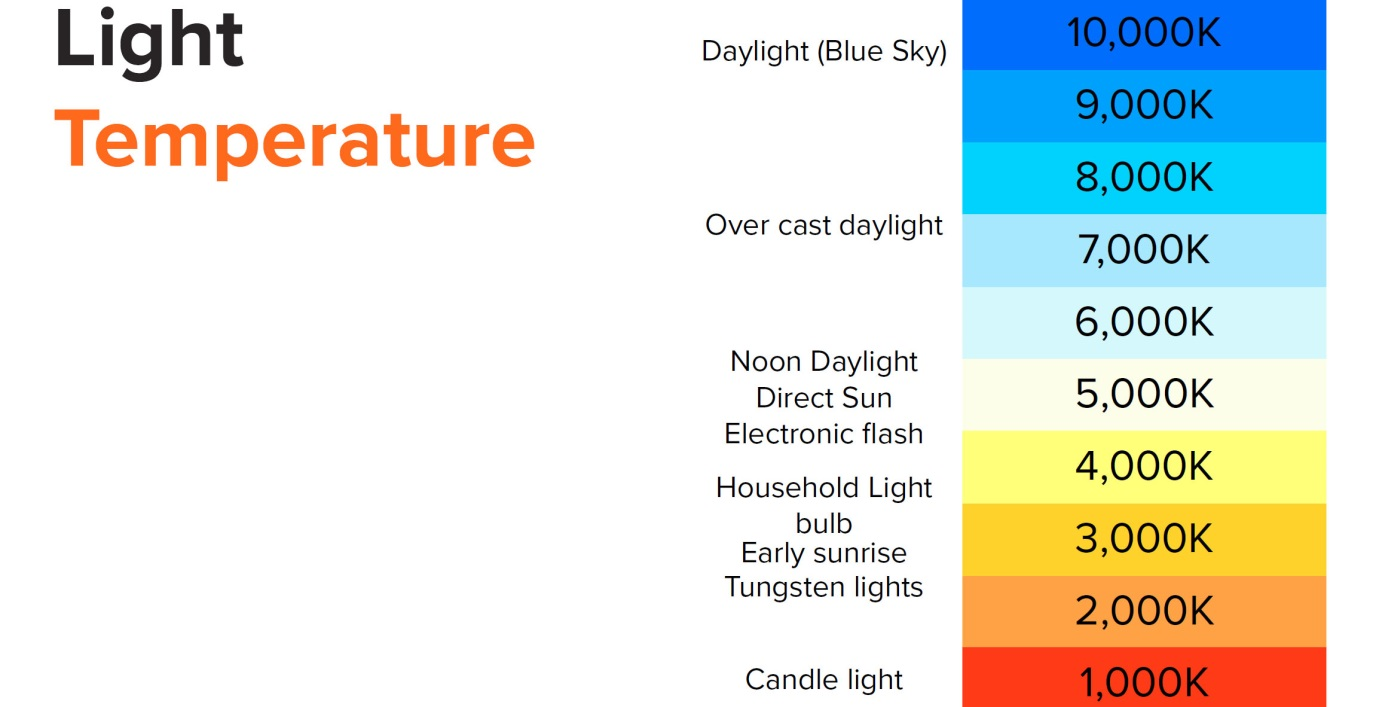 Light
Temperature
Daylight (Blue Sky)
Over cast daylight
Noon Daylight
Direct Sun
Electronic flash
Household Light
bulb
Early sunrise
Tungsten lights
Candle light
10,000K
9,000K
8,000K
7,000K
6,000K
5,000K
4,000K
3,000K
2,000K
1,000K